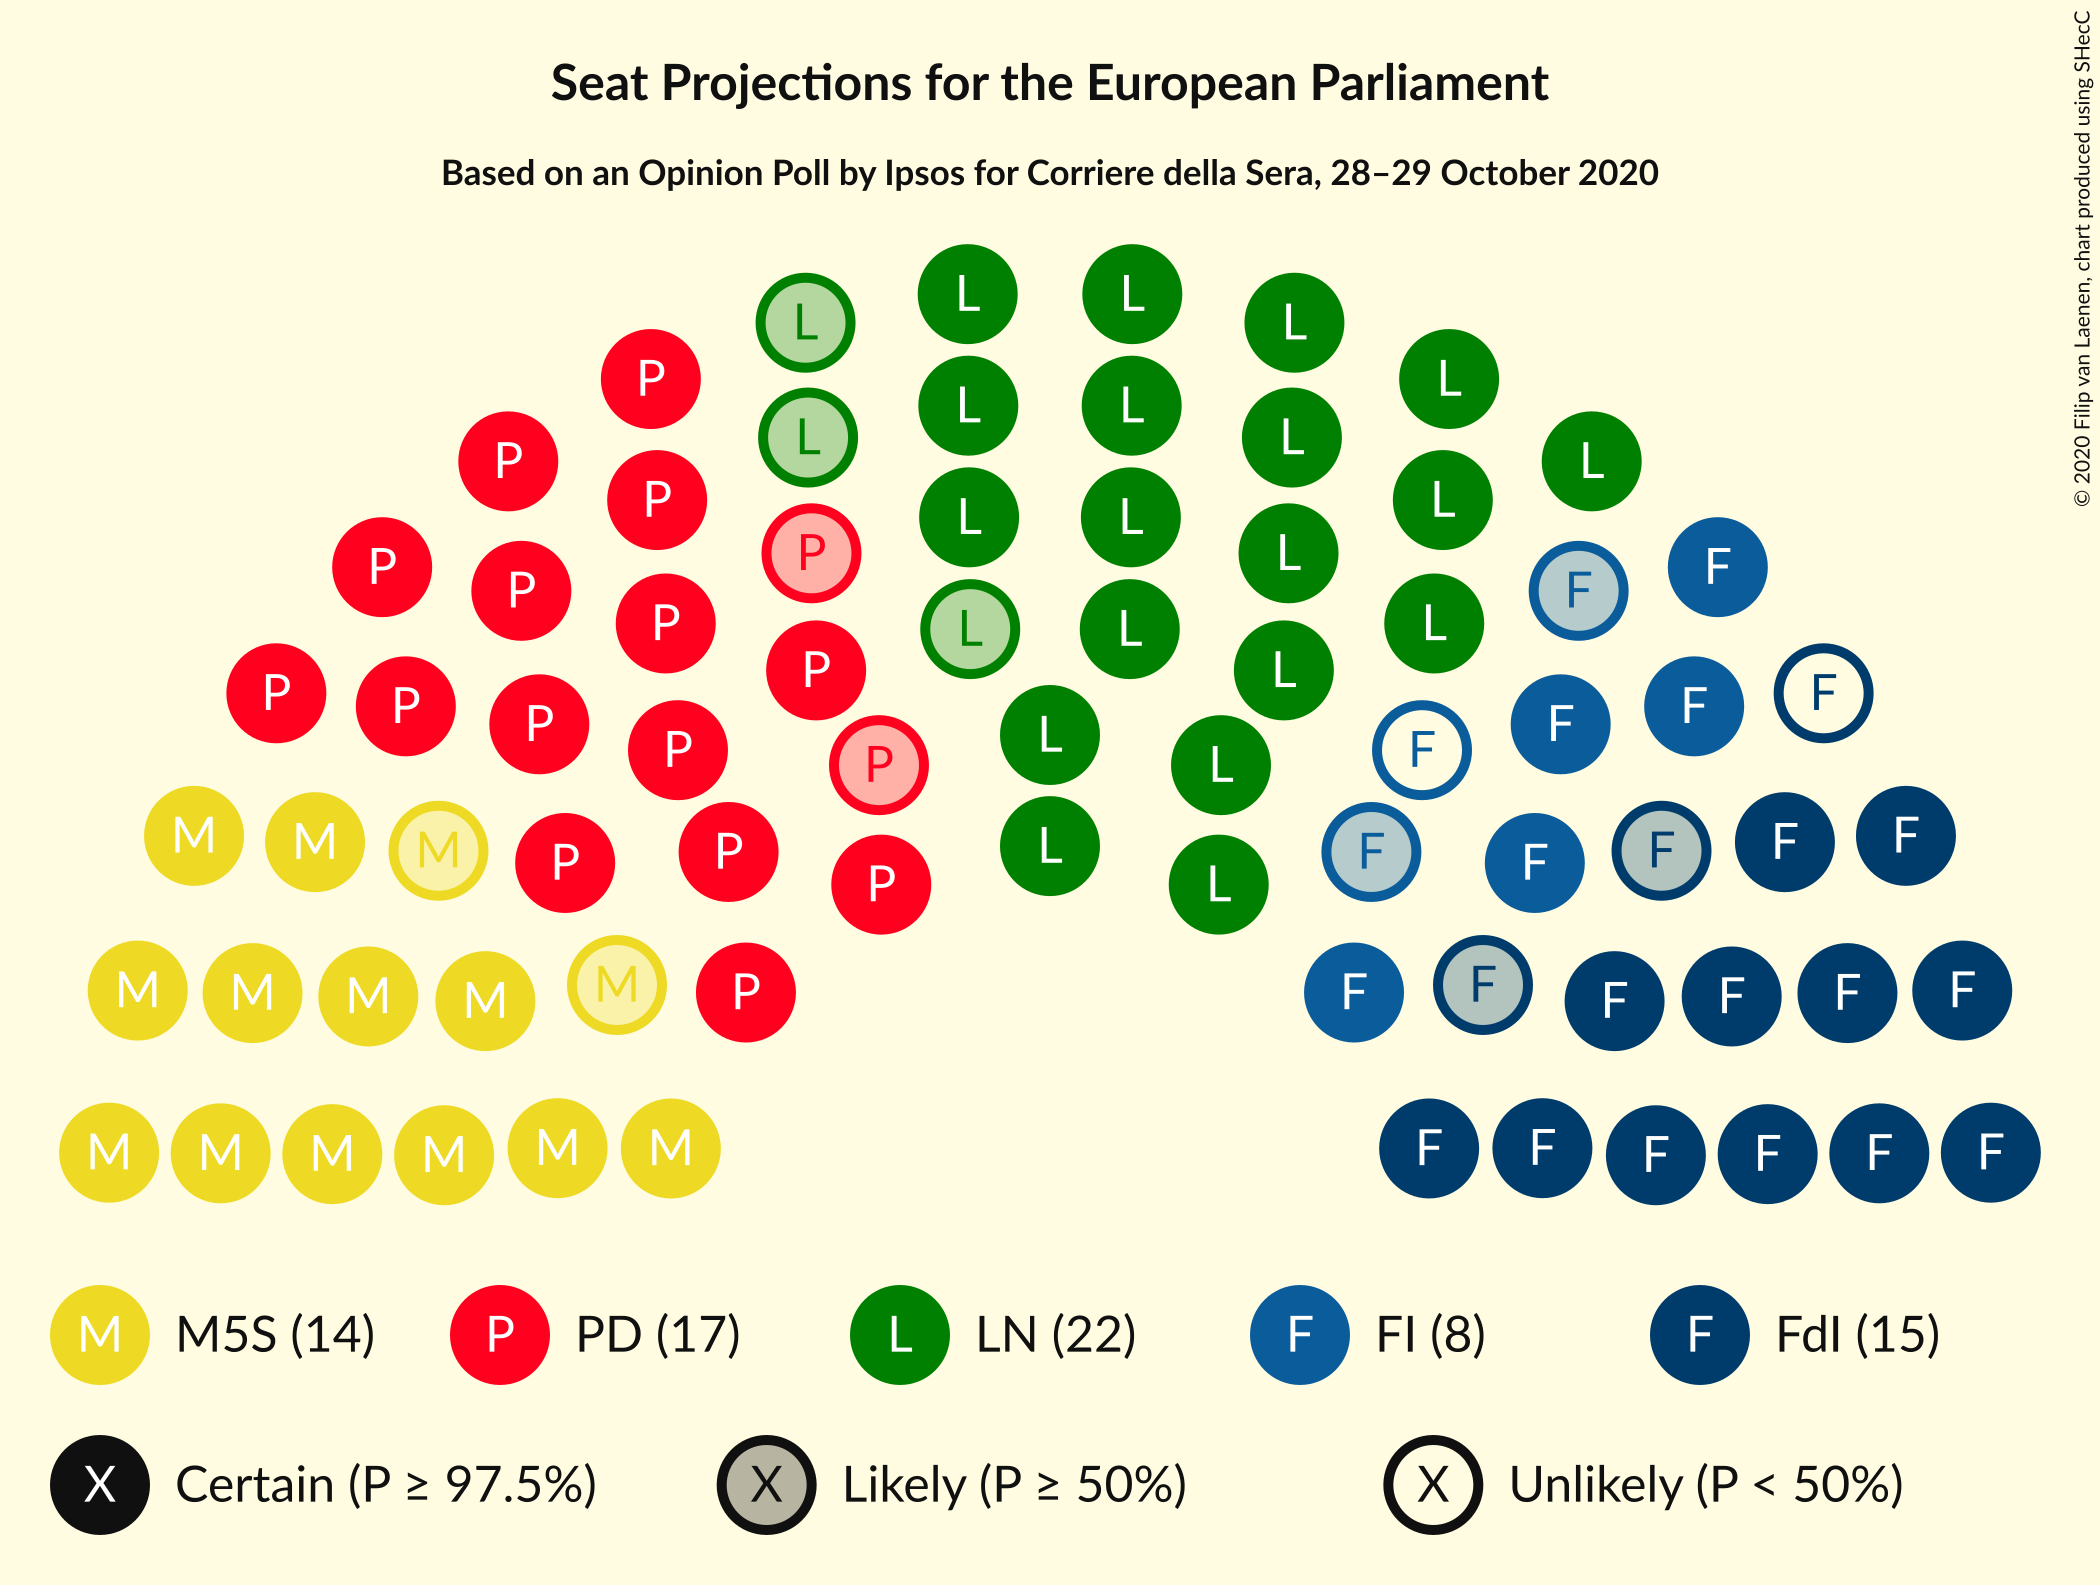 Seat Projections for the European Parliament
Based on an Opinion Poll by Ipsos for Corriere della Sera, 28–29 October 2020
© 2020 Filip van Laenen, chart produced using SHecC
L L
L L
P L
L L
L L
P L L
P L L
P L L L
P L L
P F F
P L L P L
P L
P P F F
P P F
P L
P F
P L
M M F F
M M P P F F F F
L
P L
M M M M M P F F F F F F
M M M M M M F F F F F F
M M5S (14) P PD (17) L LN (22) F FI (8) F FdI (15)
X Certain (P ≥ 97.5%) X Likely (P ≥ 50%) X Unlikely (P < 50%)